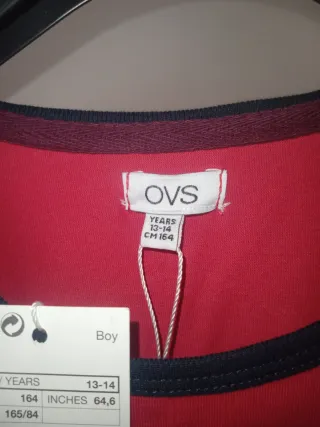 OVS
YEARS
13-14
CM 164
Boy
YEARS 13-14
164 INCHES 64,6
165/84